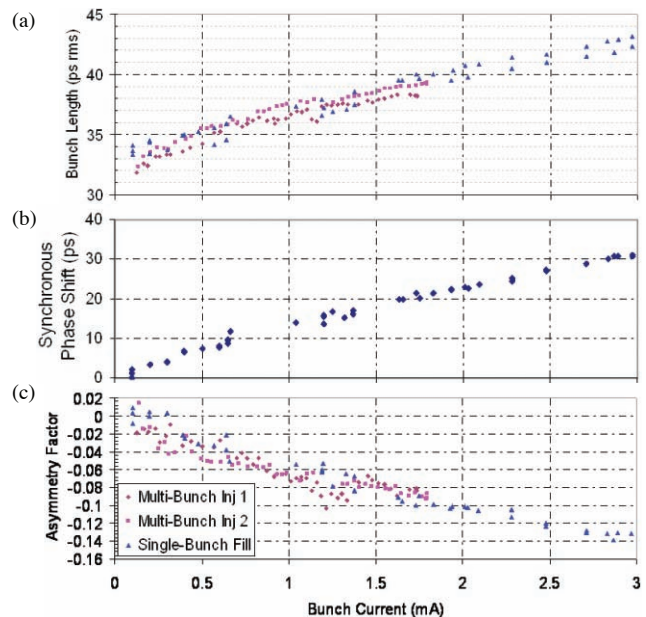 (a)
45
40
35
30
Bunch Length (ps rms)
(b)
40
30
20
10
0
Synchronous
Phase Shift (ps)
(c)
0.02
0
-0.02
-0.04
-0.06
-0.08
-0.1
-0.12
-0.14
-0.16
Asymmetry Factor
Multi-Bunch Inj 1
Multi-Bunch Inj 2
Single-Bunch Fill
0 0.5 1 1.5 2 2.5 3
Bunch Current (mA)